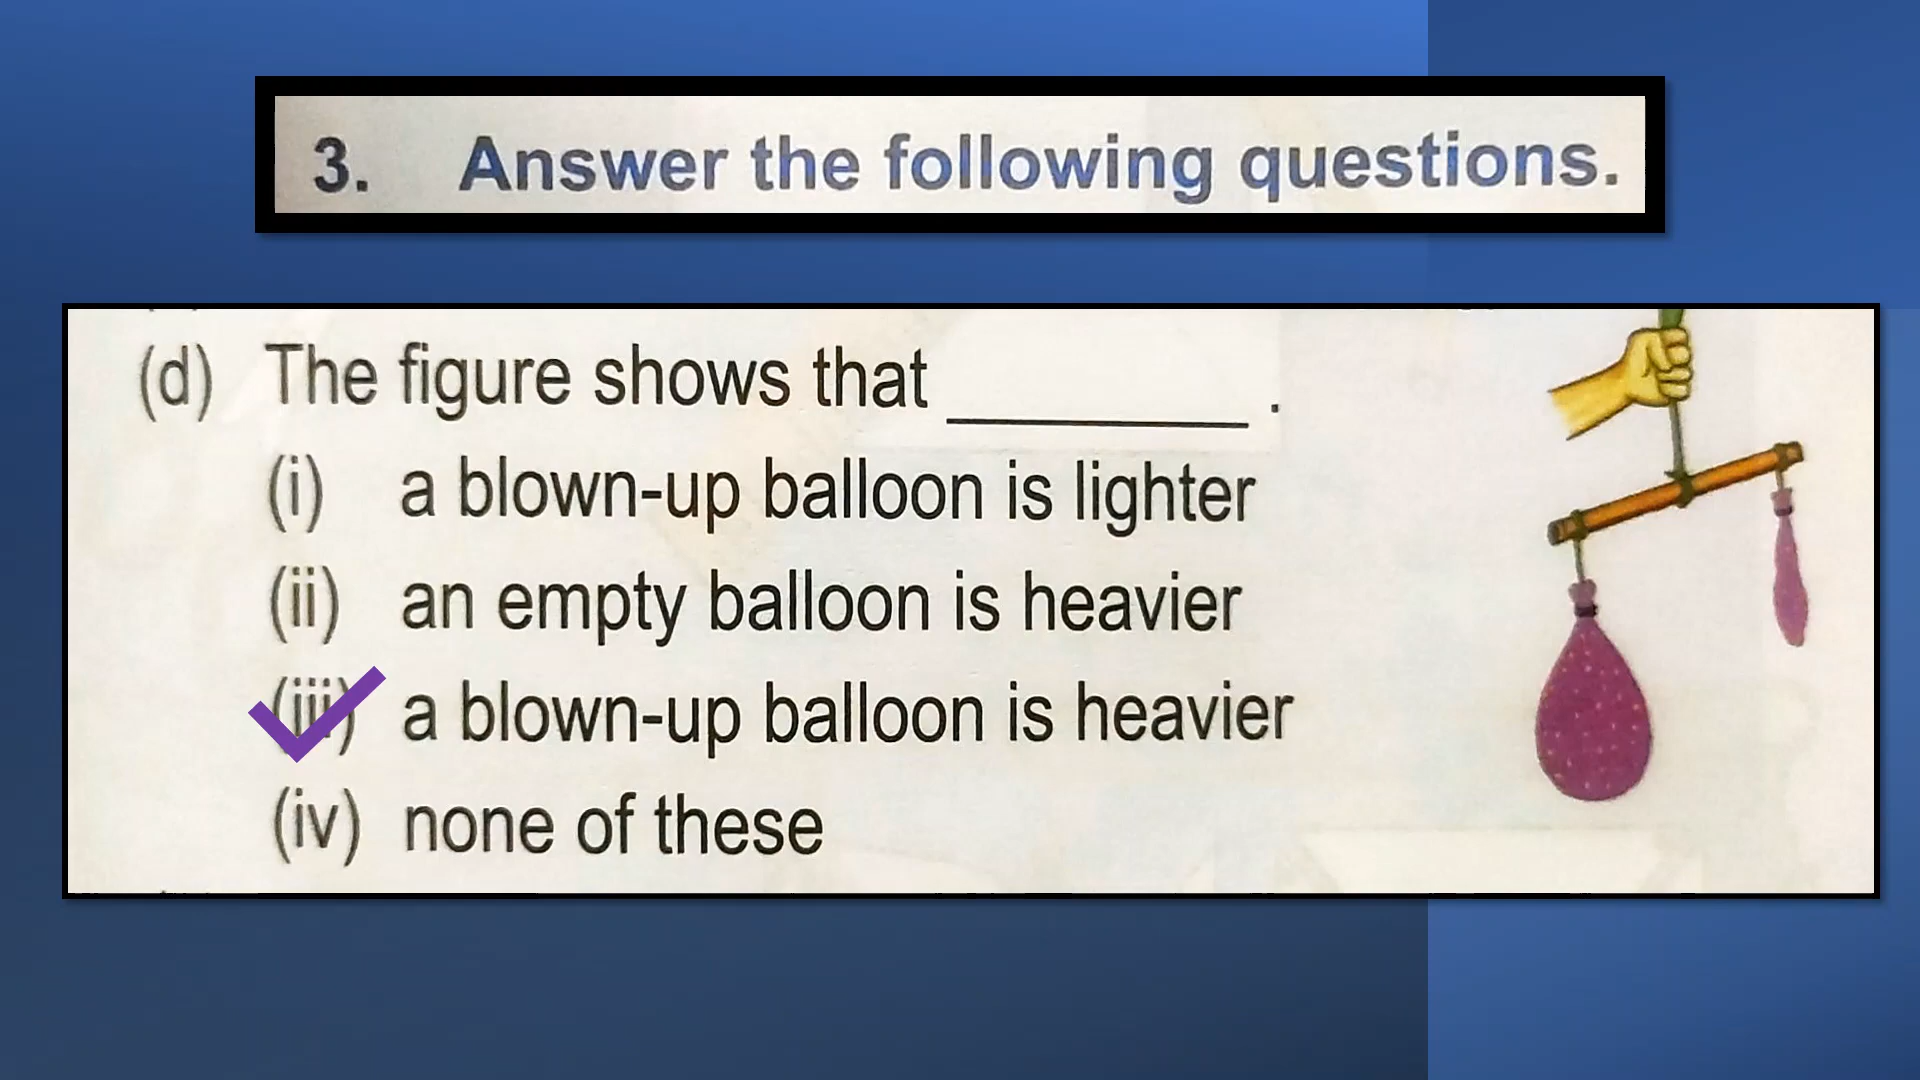 3. Answer the following questions.
(d) The figure shows that __________ .
(i) a blown-up balloon is lighter
(ii) an empty balloon is heavier
(iii) a blown-up balloon is heavier
(iv) none of these